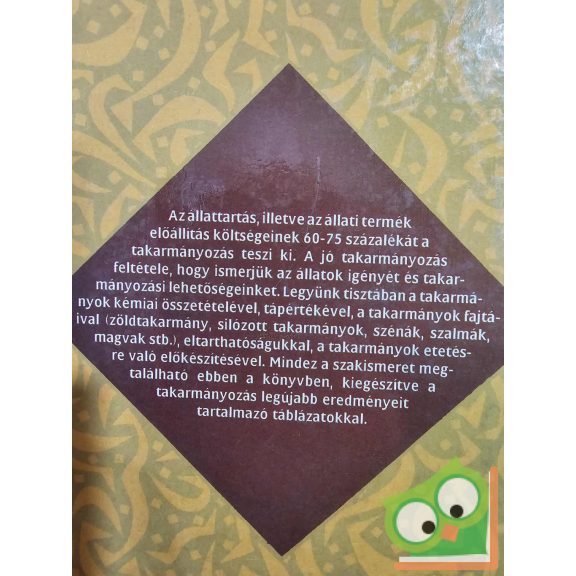 Az állattartás, illetve az állati termék
előállítás költségeinek 60-75 százalékát a
takarmányozás teszi ki. A jó takarmányozás
feltétele, hogy ismerjük az állatok igényét és takar-
mányozási lehetőségeinket. Legyünk tisztában a takarmá-
nyok kémiai összetételével, tápértékével, a takarmányok fajtá-
ival (zöldtakarmány, silózott takarmányok, szénák, szalmák,
magvak stb.), eltarthatóságukkal, a takarmányok etetés-
re való előkészítésével. Mindez a szakismeret meg-
található ebben a könyvben, kiegészítve a
takarmányozás legújabb eredményeit
tartalmazó táblázatokkal.